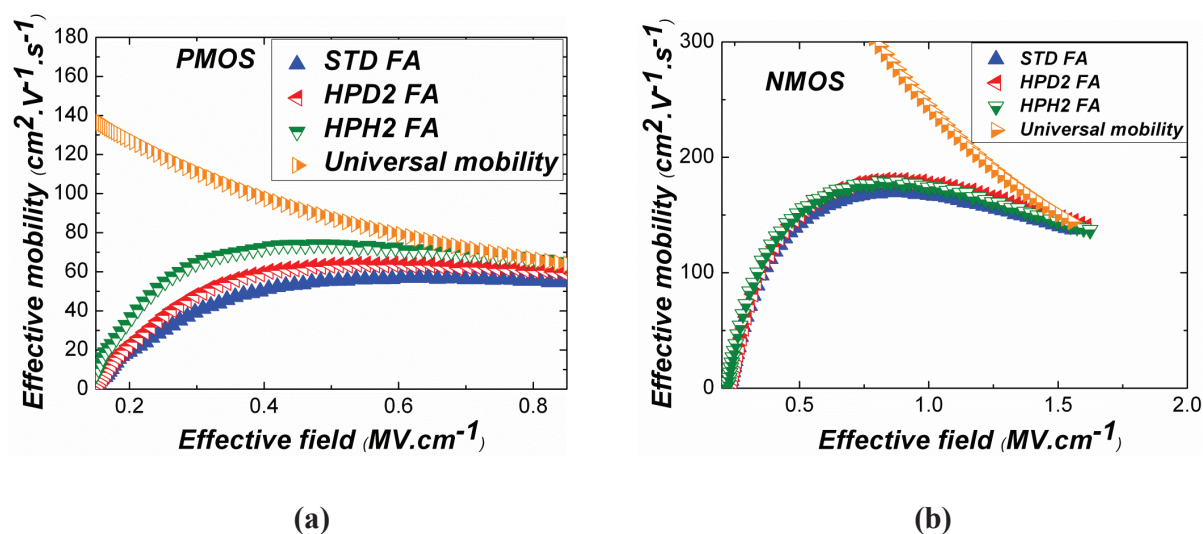 180
160
140
120
100
80
60
40
20
0
Effective mobility (cm2.V-1.s-1)
PMOS
STD FA
HPD2 FA
HPH2 FA
Universal mobility
0.2
0.4
0.6
0.8
Effective field (MV.cm-1)
(a)
300
200
100
0
Effective mobility (cm2.V-1.s-1)
NMOS
STD FA
HPD2 FA
HPH2 FA
Universal mobility
0.5
1.0
1.5
2.0
Effective field (MV.cm-1)
(b)